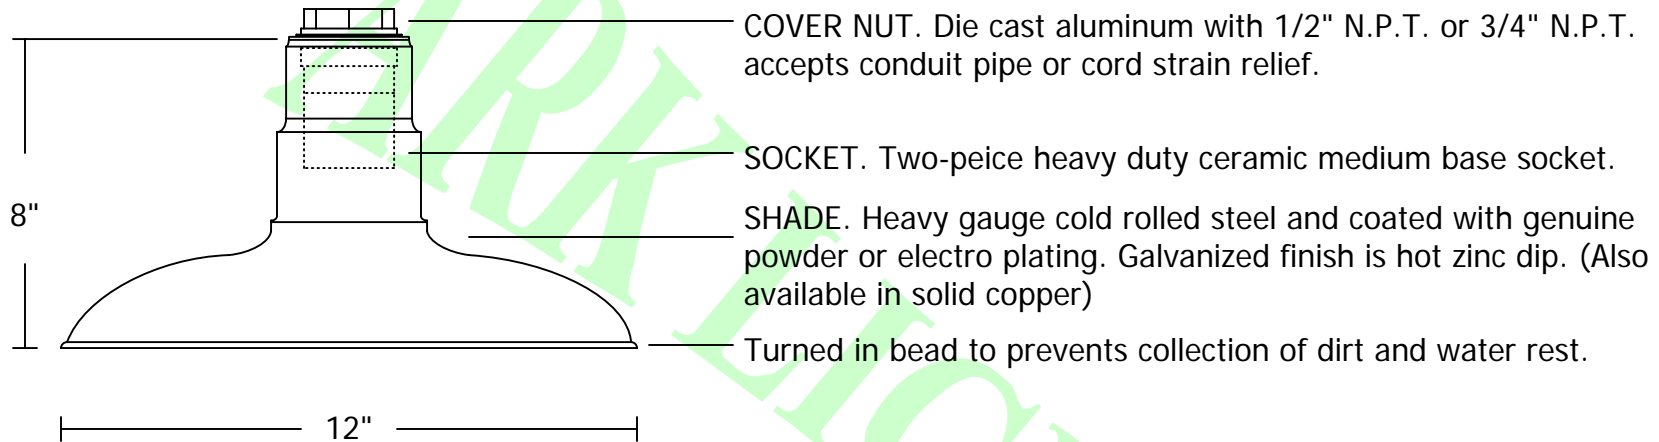 COVER NUT. Die cast aluminum with 1/2" N.P.T. or 3/4" N.P.T.
accepts conduit pipe or cord strain relief.
SOCKET. Two-peice heavy duty ceramic medium base socket.
8"
SHADE. Heavy gauge cold rolled steel and coated with genuine
powder or electro plating. Galvanized finish is hot zinc dip. (Also
available in solid copper)
Turned in bead to prevents collection of dirt and water rest.
12"
ARK LIG